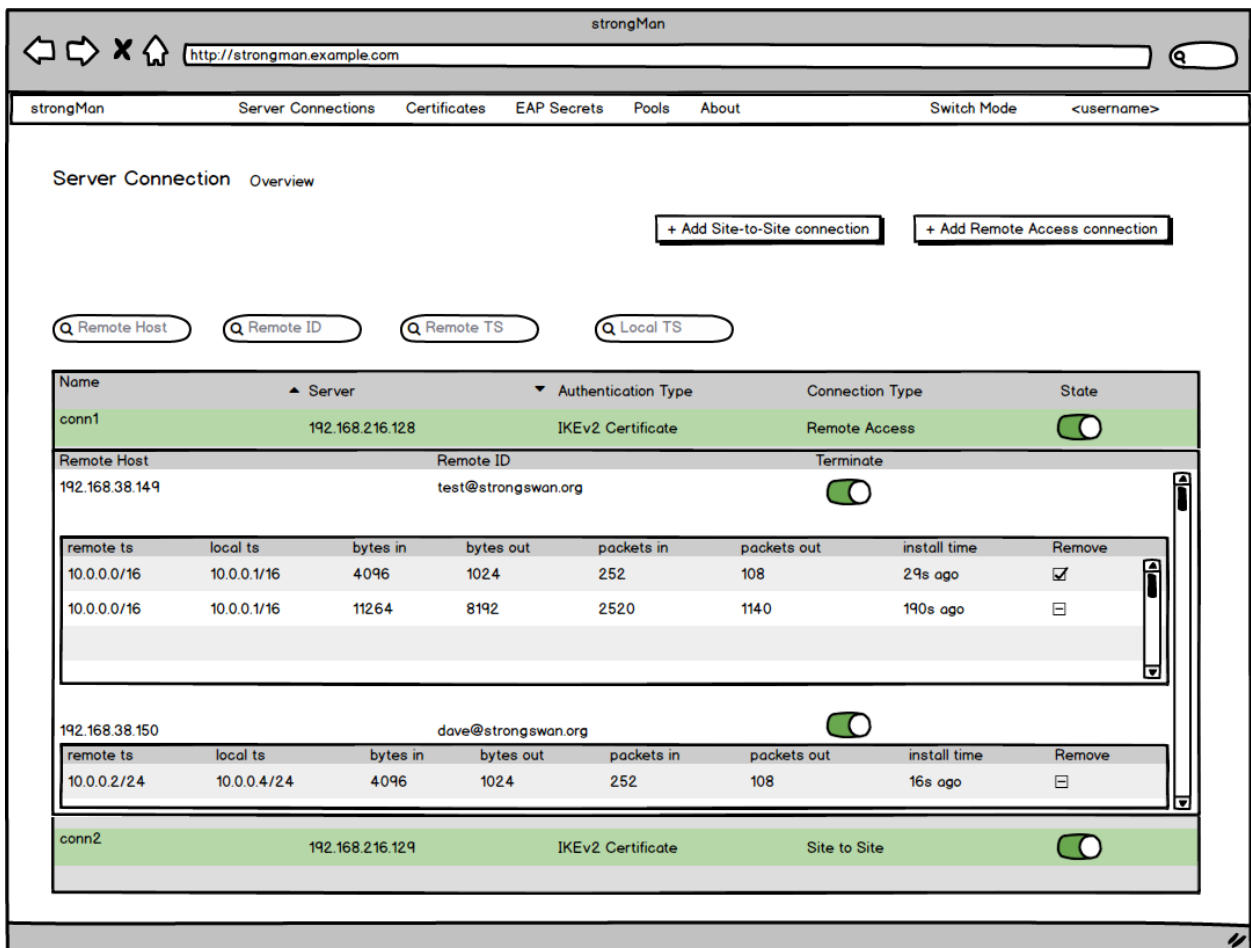 strongMan
http://strongman.example.com
strongMan Server Connections Certificates EAP Secrets Pools About Switch Mode <username>
Server Connection Overview
+ Add Site-to-Site connection + Add Remote Access connection
Remote Host Remote ID Remote TS Local TS
Name Server Authentication Type Connection Type State
conn1 192.168.216.128 IKEv2 Certificate Remote Access
Remote Host Remote ID Terminate
192.168.38.149 test@strongswan.org
remote ts local ts bytes in bytes out packets in packets out install time Remove
10.0.0.0/16 10.0.0.1/16 4096 1024 252 108 29s ago
10.0.0.0/16 10.0.0.1/16 11264 8192 2520 1140 190s ago
192.168.38.150 dave@strongswan.org
remote ts local ts bytes in bytes out packets in packets out install time Remove
10.0.0.2/24 10.0.0.4/24 4096 1024 252 108 16s ago
conn2 192.168.216.129 IKEv2 Certificate Site to Site